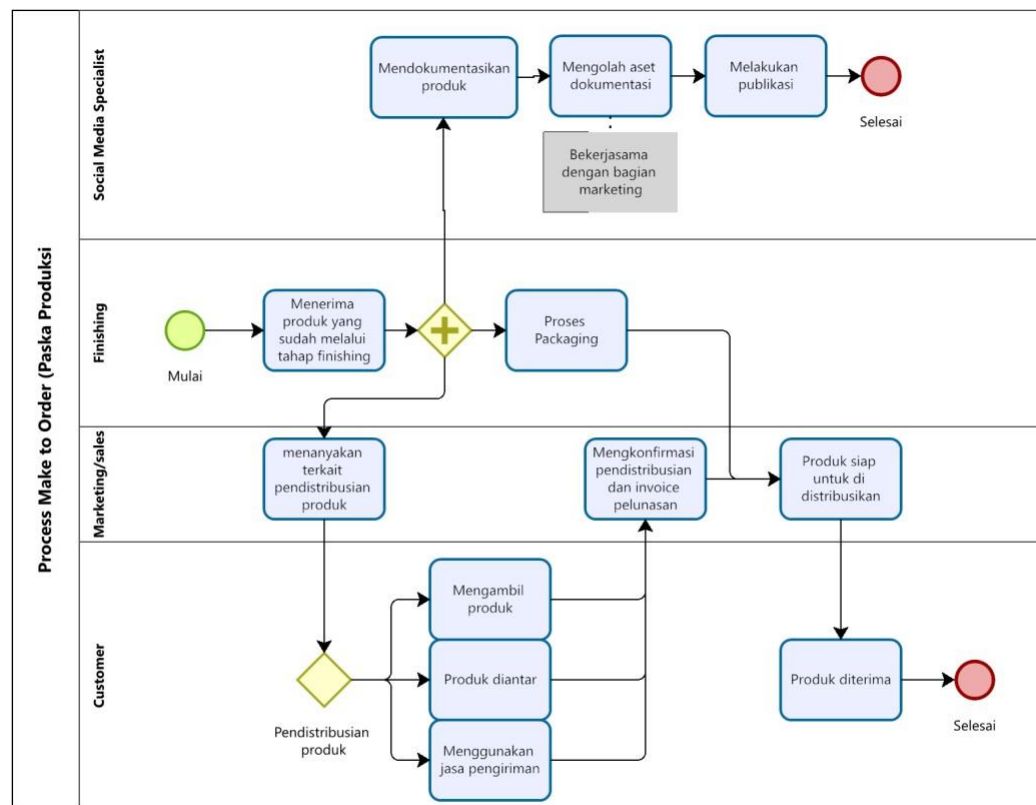 Process Make to Order (Paska Produksi
Social Media Specialist
Mendokumentasikan
produk
Mengolah aset
dokumentasi
Melakukan
publikasi
Selesai
Bekerjasama
dengan bagian
marketing
Finishing
Mulai
Menerima
produk yang
sudah melalui
tahap finishing
Proses
Packaging
Marketing/sales
menanyakan
terkait
pendistribusian
produk
Mengkonfirmasi
pendistribusian
dan invoice
pelunasan
Produk siap
untuk di
distribusikan
Customer
Pendistribusian
produk
Mengambil
produk
Produk diantar
Menggunakan
jasa pengiriman
Produk diterima
Selesai